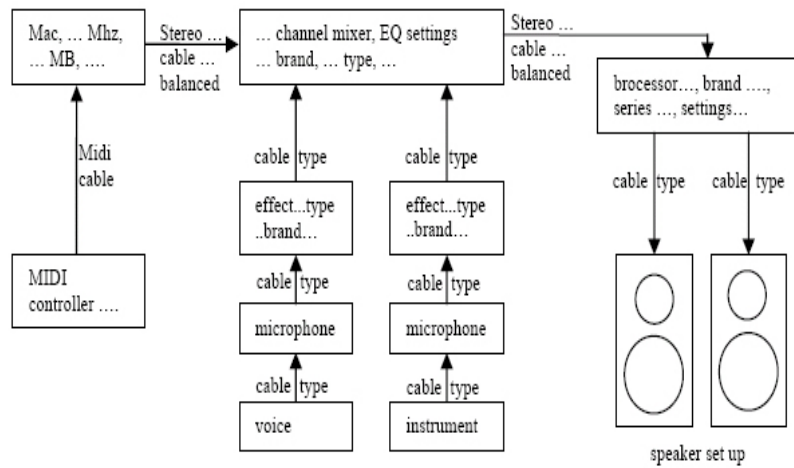 Mac, … Mhz,
… MB, ….
Stereo …
cable …
balanced
… channel mixer, EQ settings
… brand, … type, …
Stereo …
cable …
balanced
brocessor…, brand ….,
series …, settings…
Midi
cable
cable type
cable type
cable type
cable type
effect...type
..brand…
effect...type
..brand…
MIDI
controller ….
cable type
cable type
microphone
microphone
cable type
cable type
voice
instrument
speaker set up